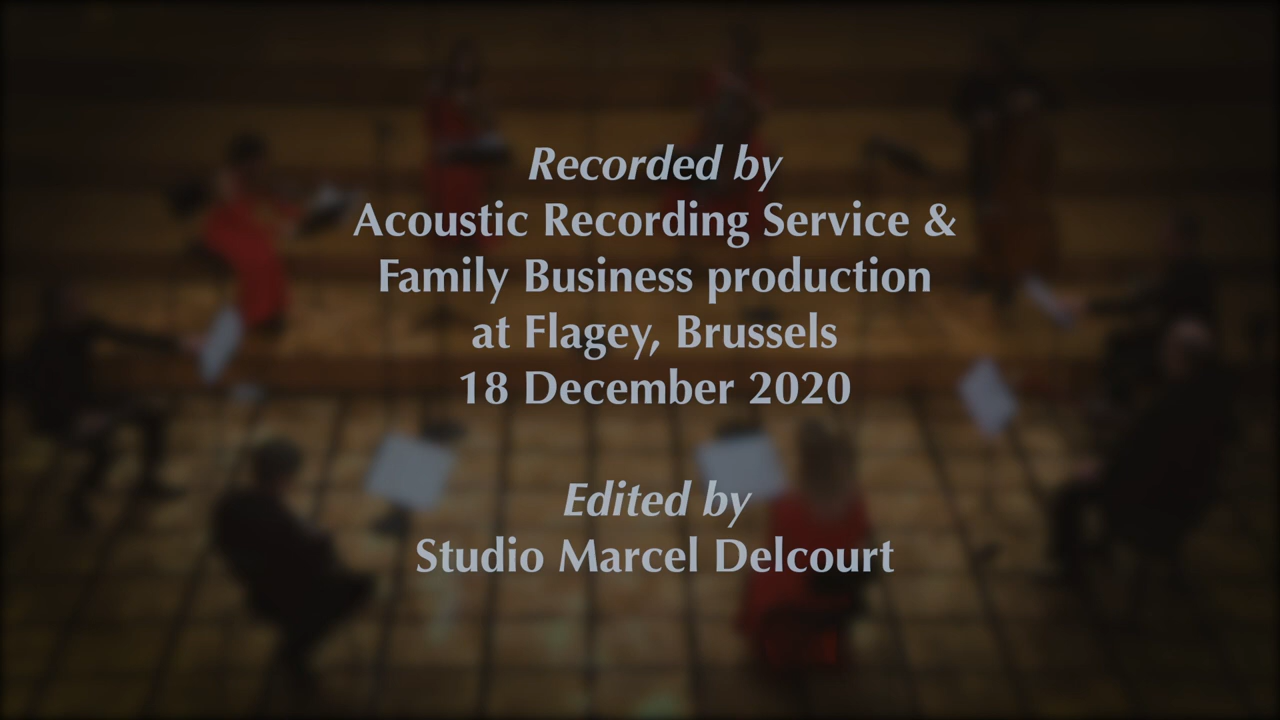 Recorded by
Acoustic Recording Service &
Family Business production
at Flagey, Brussels
18 December 2020
Edited by
Studio Marcel Delcourt